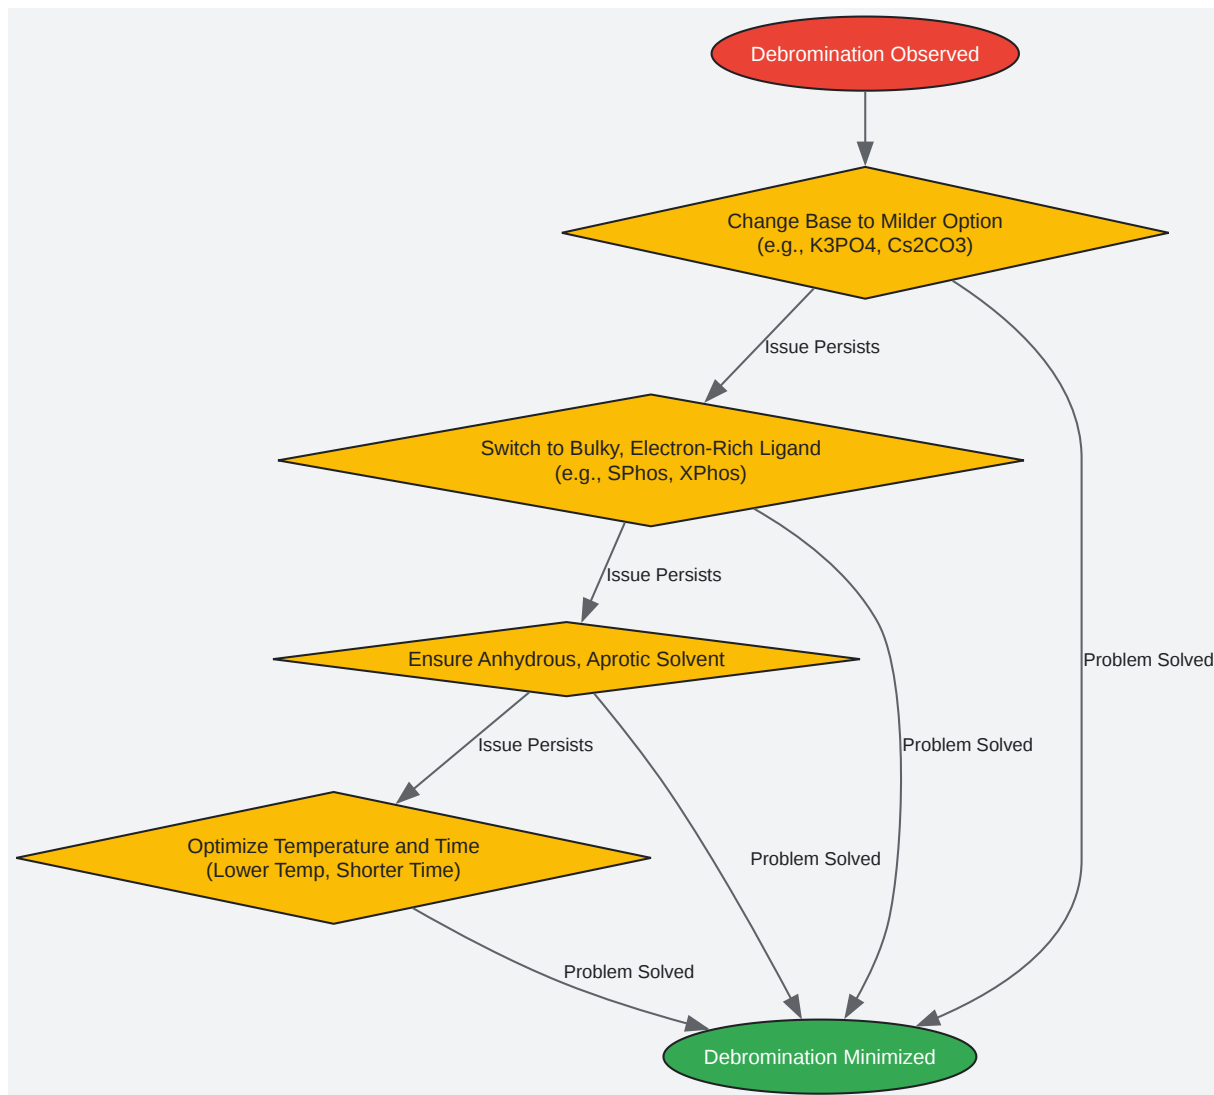 Debromination Observed
Change Base to Milder Option
(e.g., K3PO4, Cs2CO3)
Issue Persists
Switch to Bulky, Electron-Rich Ligand
(e.g., SPhos, XPhos)
Issue Persists
Ensure Anhydrous, Aprotic Solvent
Problem Solved
Issue Persists
Problem Solved
Optimize Temperature and Time
(Lower Temp, Shorter Time)
Problem Solved
Problem Solved
Debromination Minimized